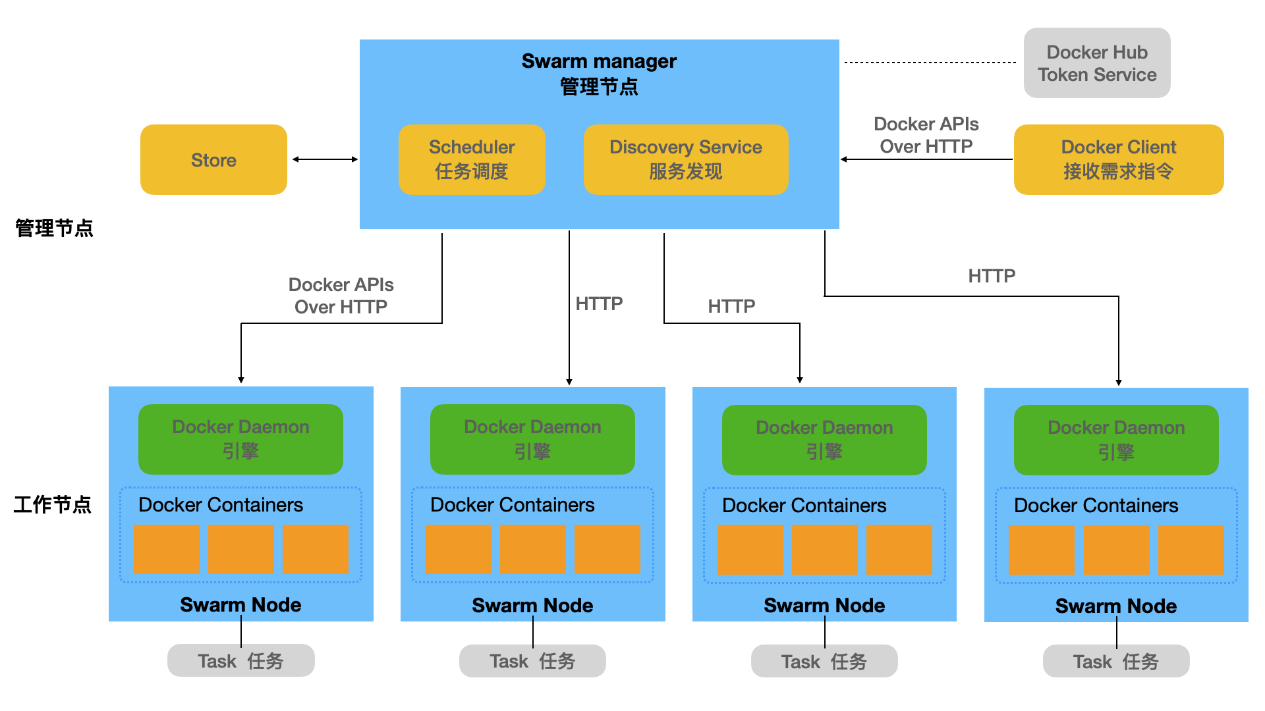 Swarm manager
管理节点
Docker Hub
Token Service
Store
Scheduler
任务调度
Discovery Service
服务发现
Docker APIs
Over HTTP
Docker Client
接收需求指令
管理节点
Docker APIs
Over HTTP
HTTP
HTTP
HTTP
工作节点
Docker Daemon
引擎
Docker Containers
Swarm Node
Task 任务
Docker Daemon
引擎
Docker Containers
Swarm Node
Task 任务
Docker Daemon
引擎
Docker Containers
Swarm Node
Task 任务
Docker Daemon
引擎
Docker Containers
Swarm Node
Task 任务